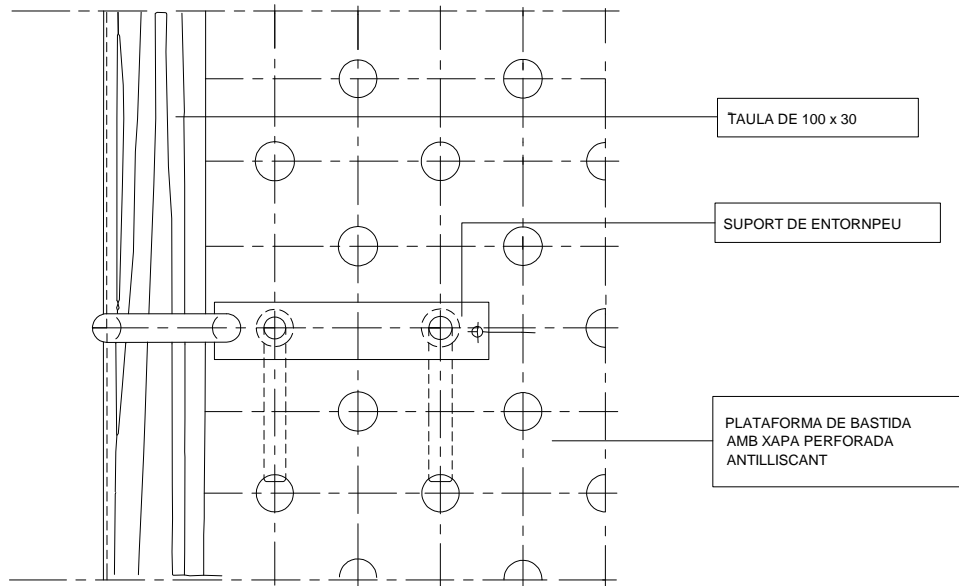 TAULA DE 100 x 30
SUPORT DE ENTORNPEU
PLATAFORMA DE BASTIDA
AMB XAPA PERFORADA
ANTILLISCANT